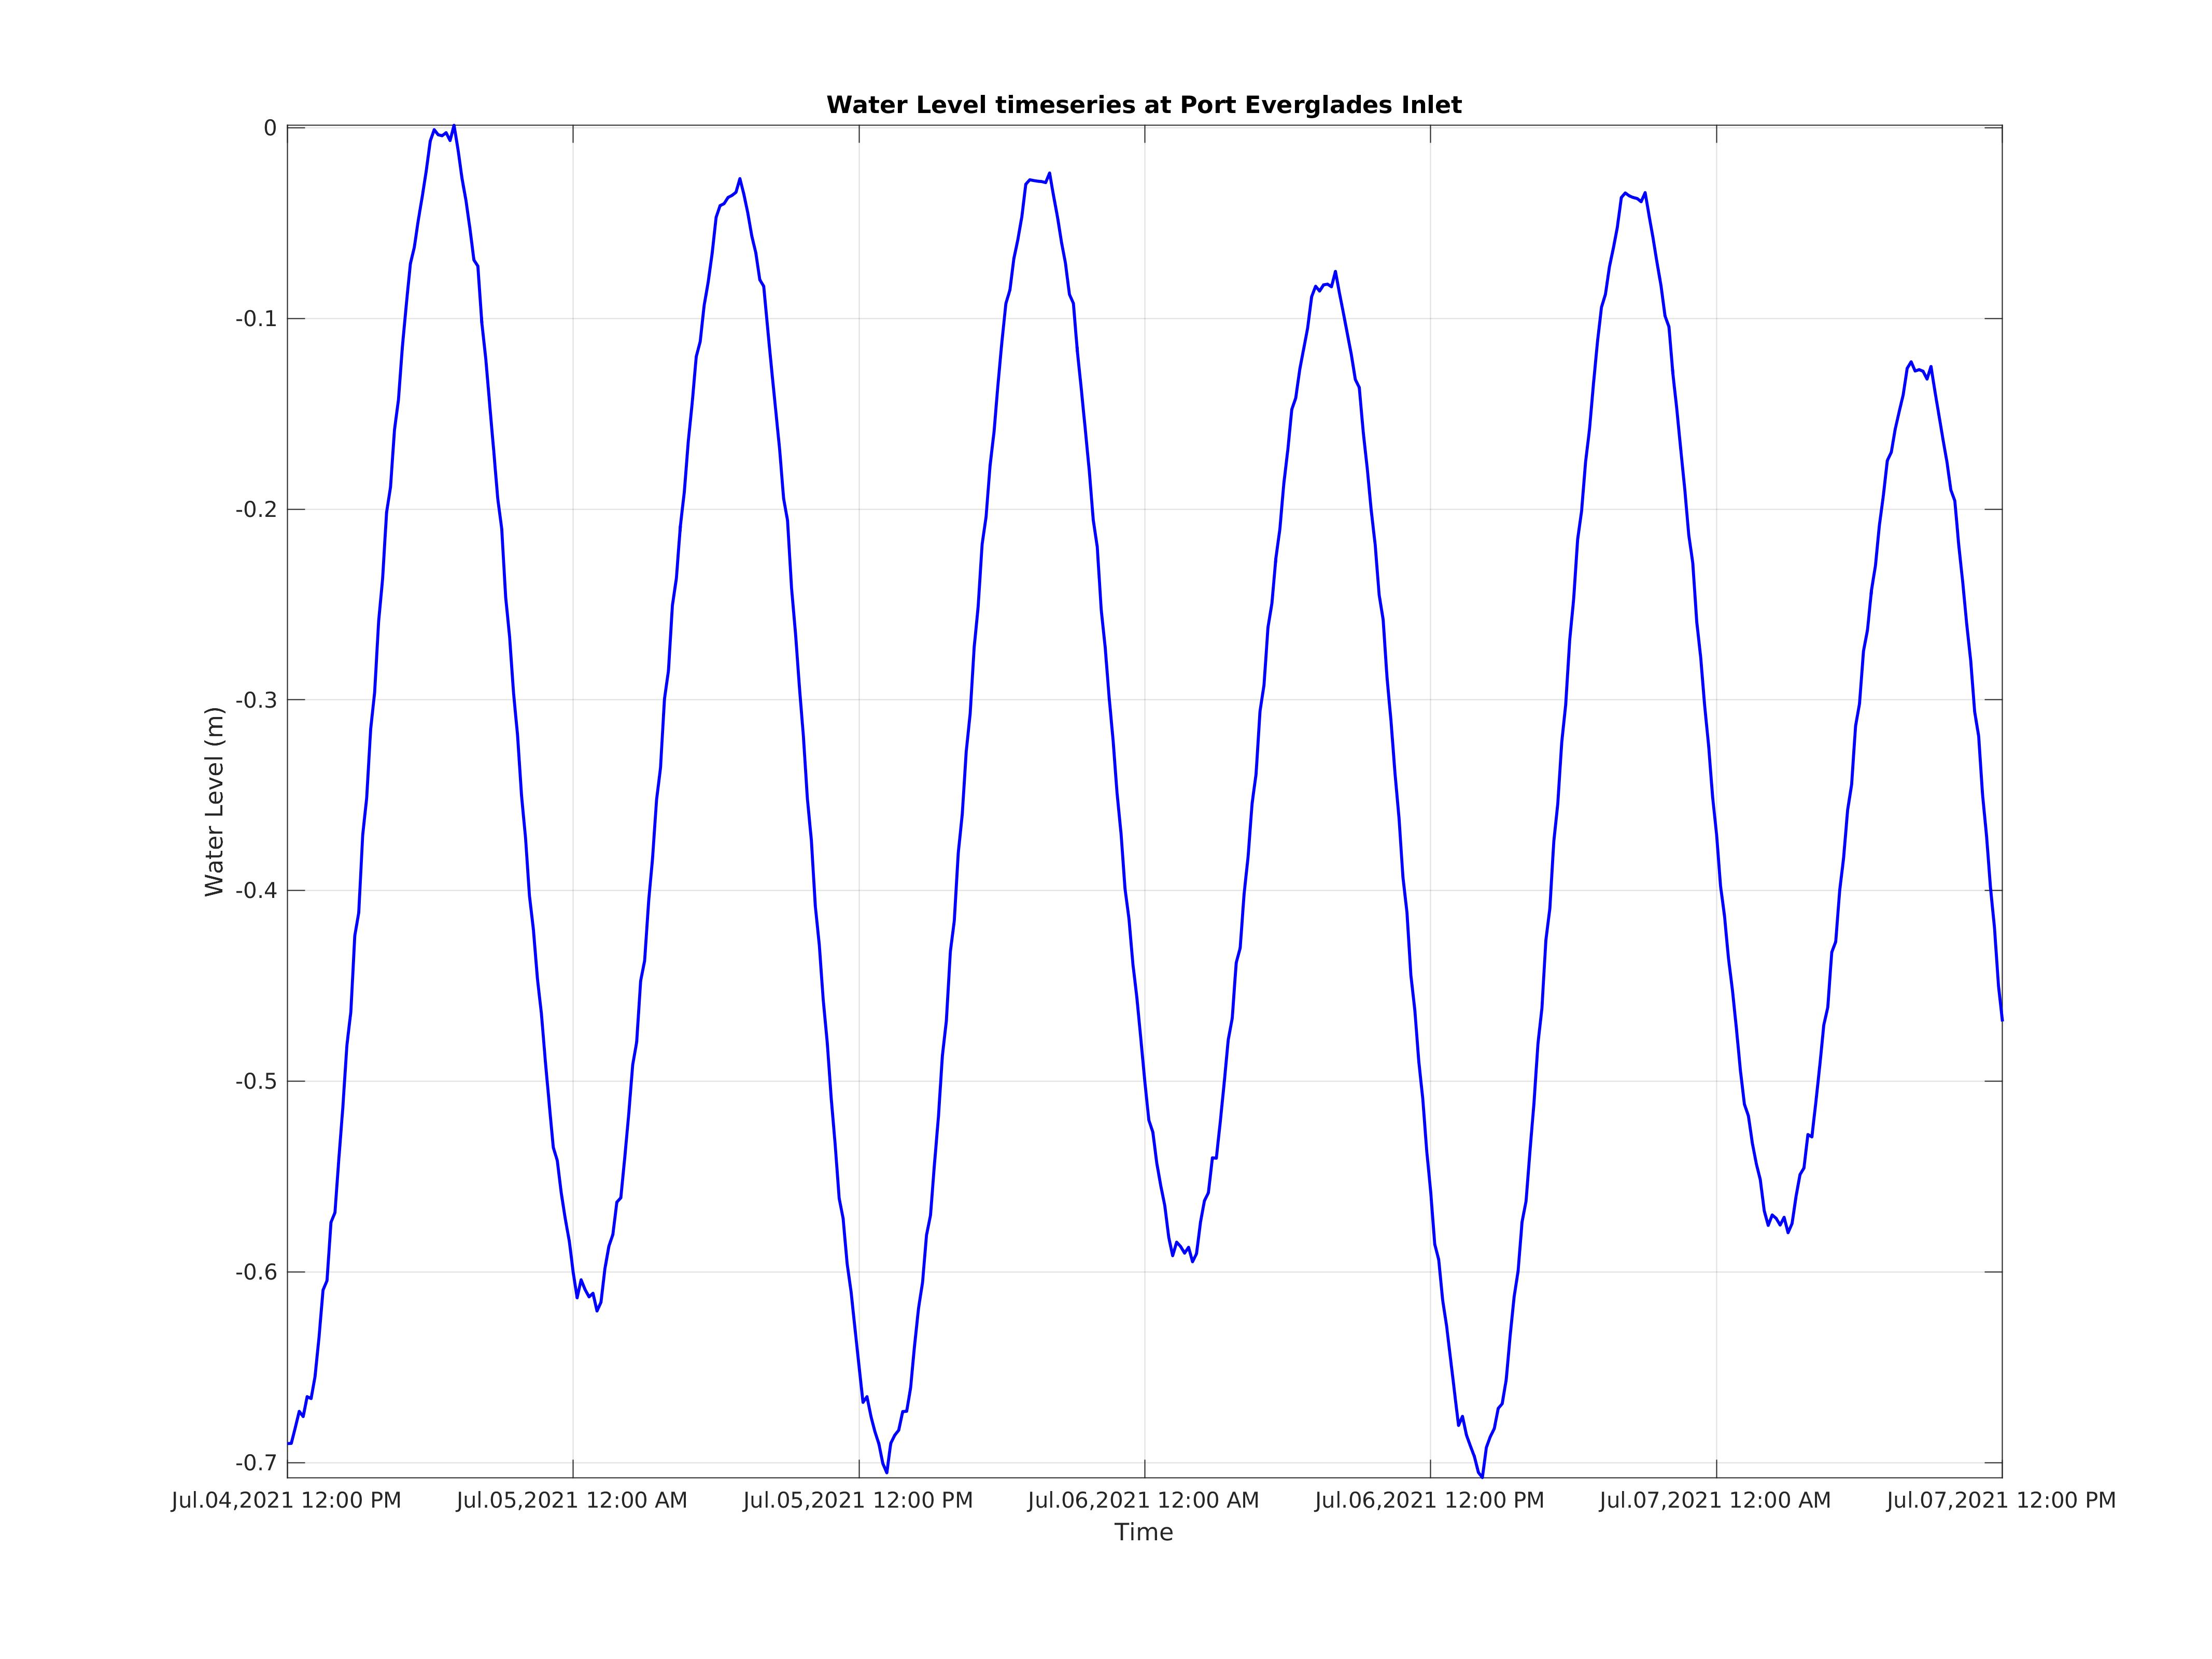 Water Level timeseries at Port Everglades Inlet
0
-0.1
-0.2
-0.3
-0.4
-0.5
-0.6
-0.7
Water Level (m)
Jul.04,2021 12:00 PM
Jul.05,2021 12:00 AM
Jul.05,2021 12:00 PM
Jul.06,2021 12:00 AM
Jul.06,2021 12:00 PM
Jul.07,2021 12:00 AM
Jul.07,2021 12:00 PM
Time